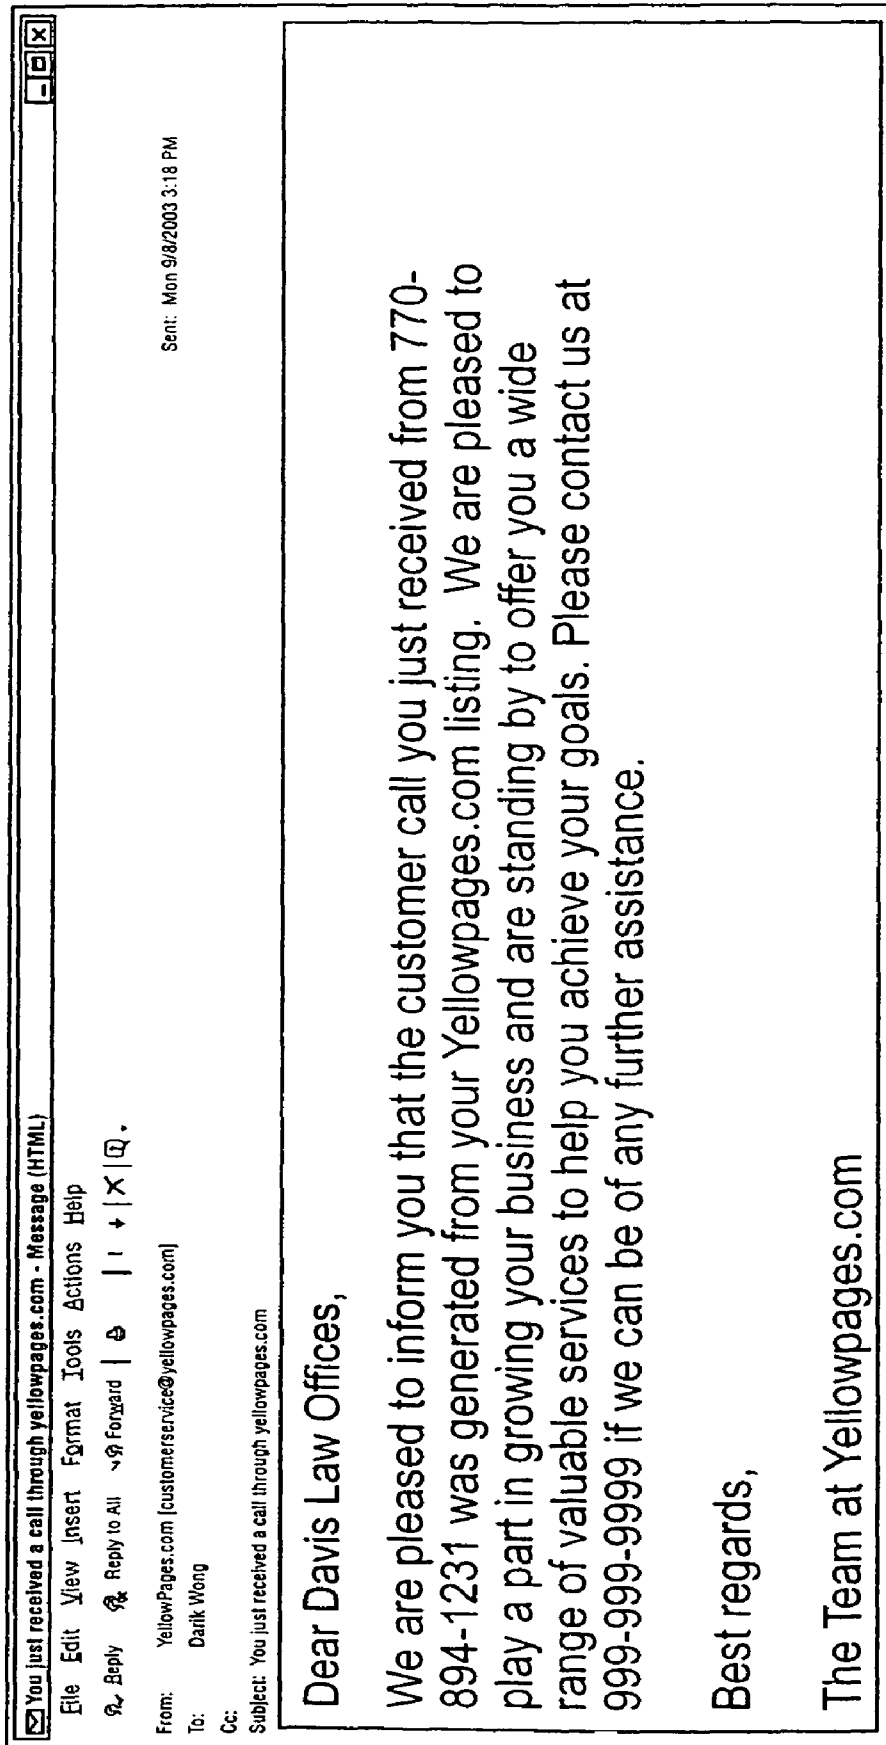 You just received a call through yellowpages.com - Message (HTML)
File Edit View Insert Format Tools Actions Help
Reply Reply to All Forward
From: YellowPages.com [customerservice@yellowpages.com]
Sent: Mon 9/8/2003 3:18 PM
To: Darik Wong
Cc:
Subject: You just received a call through yellowpages.com
Dear Davis Law Offices,
We are pleased to inform you that the customer call you just received from 770-
894-1231 was generated from your Yellowpages.com listing. We are pleased to
play a part in growing your business and are standing by to offer you a wide
range of valuable services to help you achieve your goals. Please contact us at
999-999-9999 if we can be of any further assistance.
Best regards,
The Team at Yellowpages.com